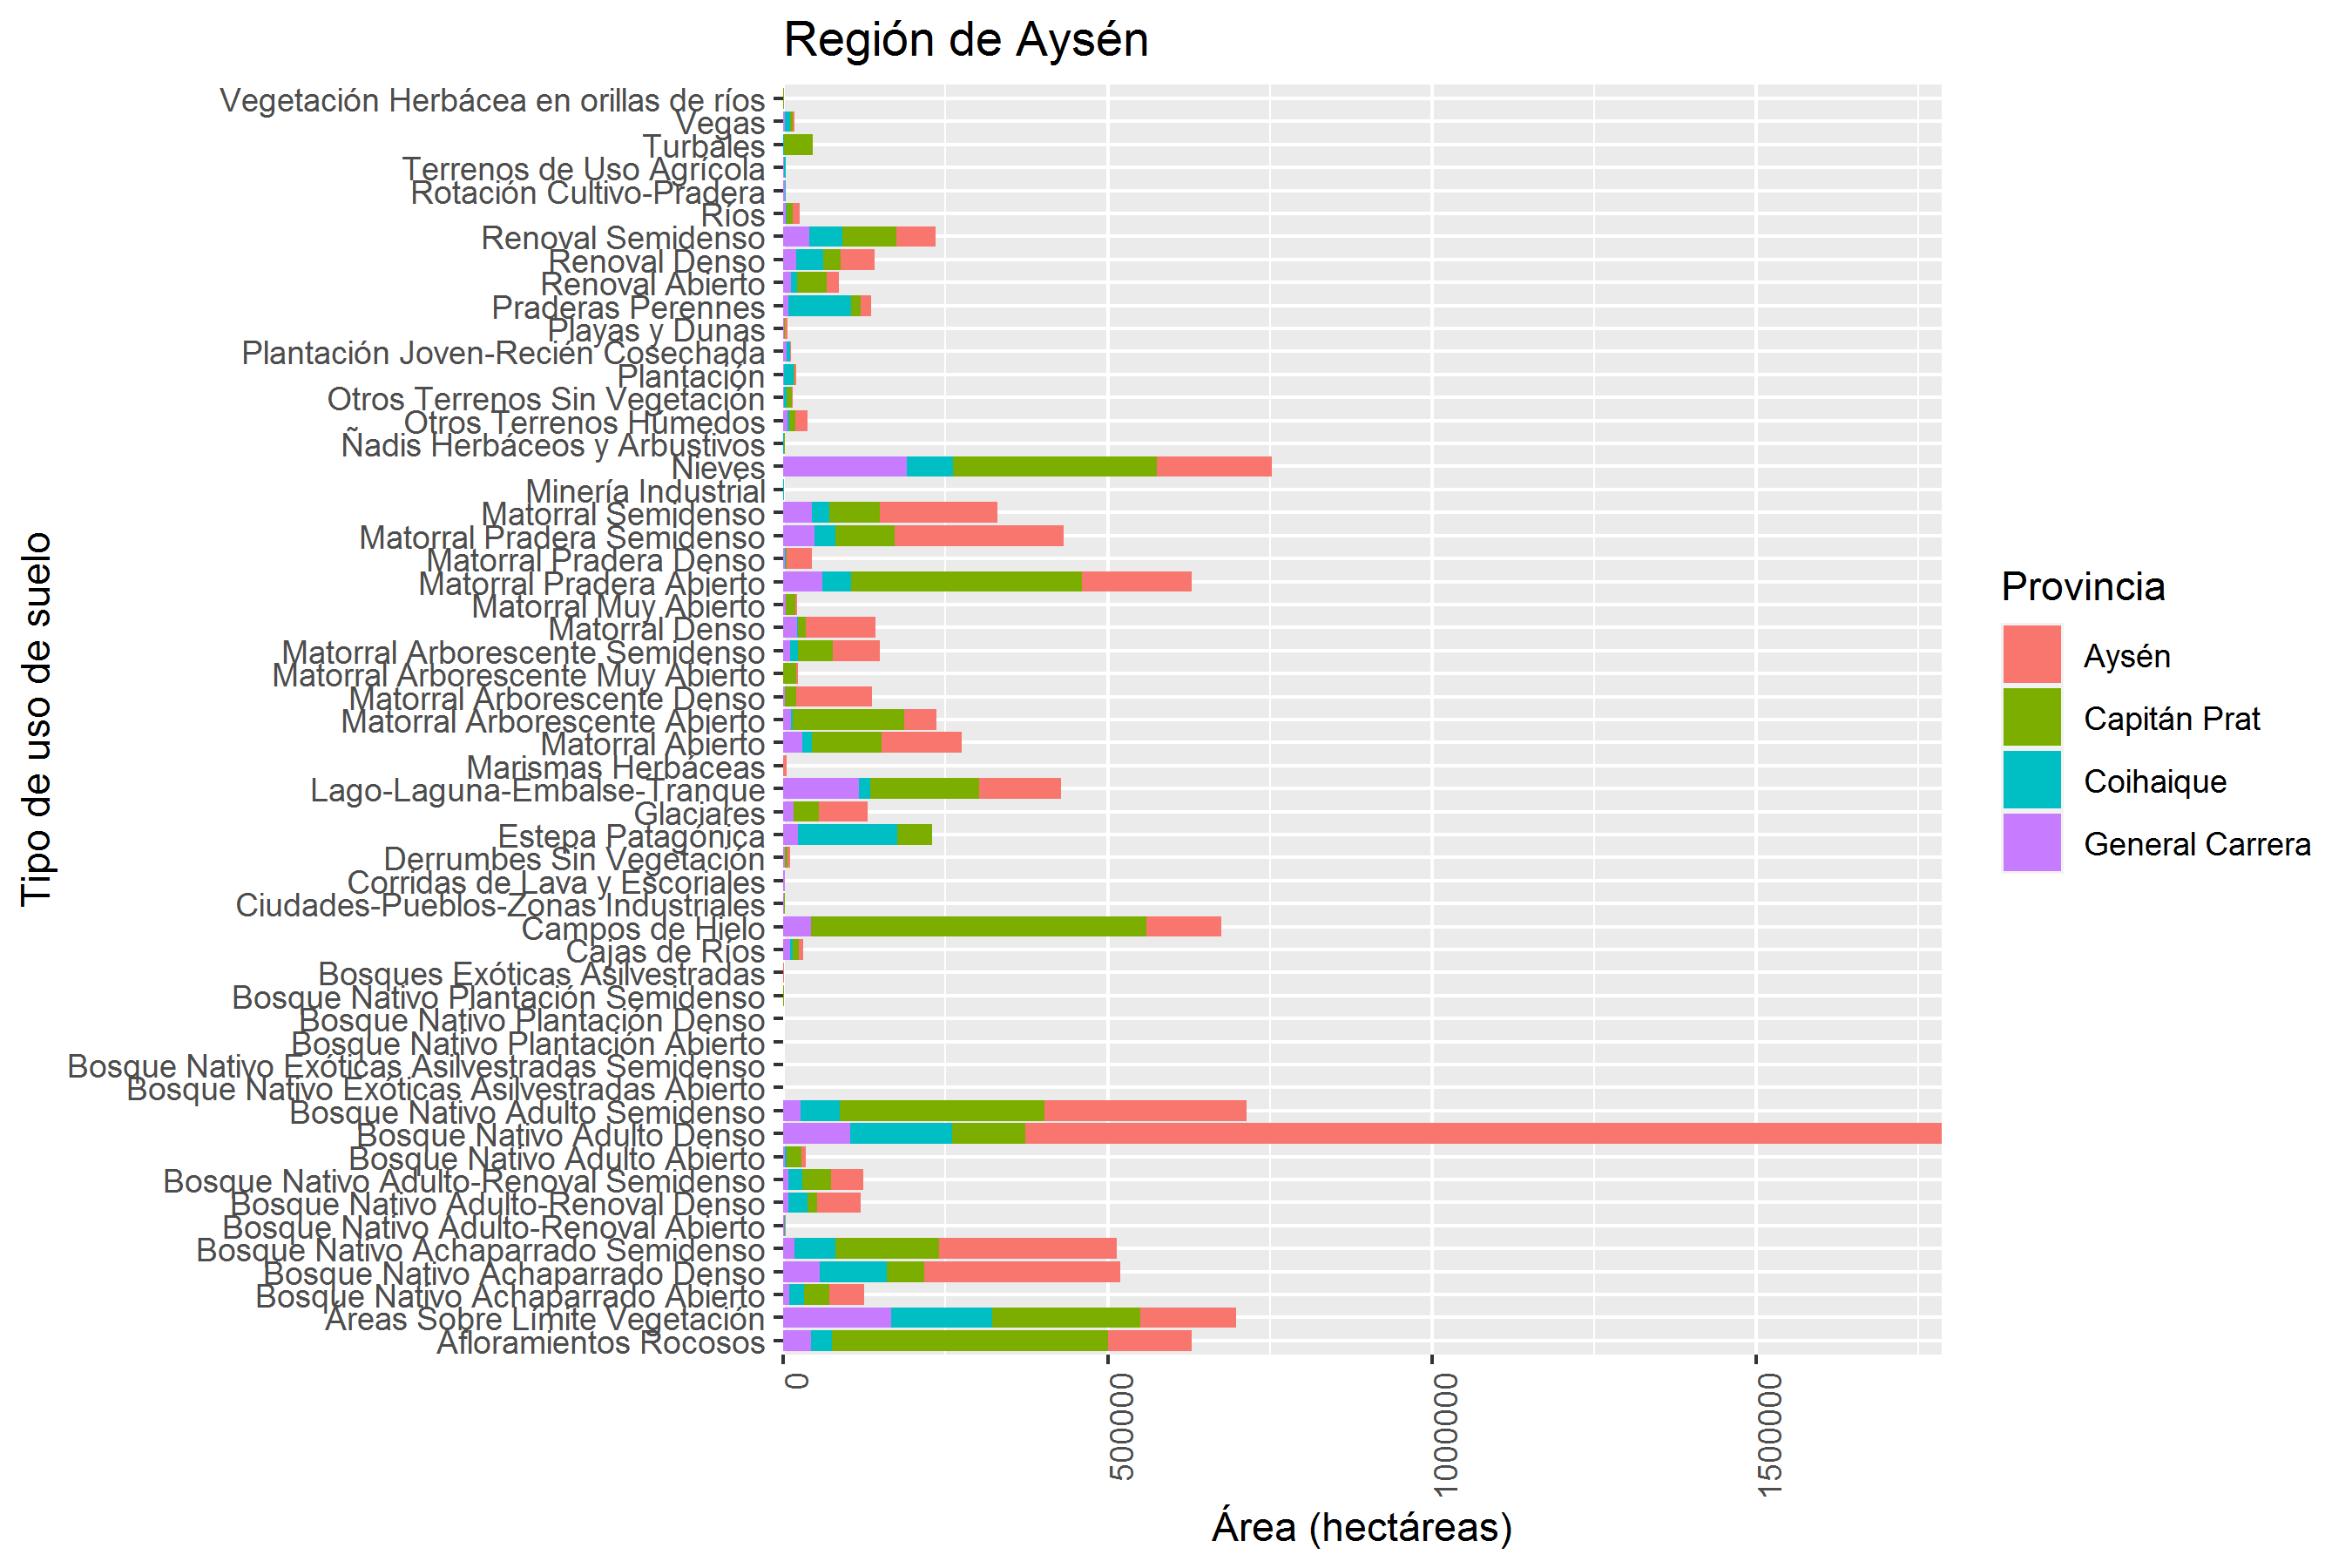 Región de Aysén
Vegetación Herbácea en orillas de ríos
Vegas
Turbales
Terrenos de Uso Agrícola
Rotación Cultivo-Pradera
Ríos
Renoval Semidenso
Renoval Denso
Renoval Abierto
Praderas Perennes
Playas y Dunas
Plantación Joven-Recién Cosechada
Plantación
Otros Terrenos Sin Vegetación
Otros Terrenos Húmedos
Ñadis Herbáceos y Arbustivos
Nieves
Minería Industrial
Matorral Semidenso
Matorral Pradera Semidenso
Matorral Pradera Denso
Matorral Pradera Abierto
Matorral Muy Abierto
Matorral Denso
Matorral Arborescente Semidenso
Matorral Arborescente Muy Abierto
Matorral Arborescente Denso
Matorral Arborescente Abierto
Matorral Abierto
Marismas Herbáceas
Lago-Laguna-Embalse-Tranque
Glaciares
Estepa Patagónica
Derrumbes Sin Vegetación
Corridas de Lava y Escoriales
Ciudades-Pueblos-Zonas Industriales
Campos de Hielo
Cajas de Ríos
Bosques Exóticas Asilvestradas
Bosque Nativo Plantación Semidenso
Bosque Nativo Plantación Denso
Bosque Nativo Plantación Abierto
Bosque Nativo Exóticas Asilvestradas Semidenso
Bosque Nativo Exóticas Asilvestradas Abierto
Bosque Nativo Adulto Semidenso
Bosque Nativo Adulto Denso
Bosque Nativo Adulto Abierto
Bosque Nativo Adulto-Renoval Semidenso
Bosque Nativo Adulto-Renoval Denso
Bosque Nativo Adulto-Renoval Abierto
Bosque Nativo Achaparrado Semidenso
Bosque Nativo Achaparrado Denso
Bosque Nativo Achaparrado Abierto
Áreas Sobre Límite Vegetación
Afloramientos Rocosos
Tipo de uso de suelo
0
500000
1000000
1500000
Área (hectáreas)
Provincia
Aysén
Capitán Prat
Coihaique
General Carrera